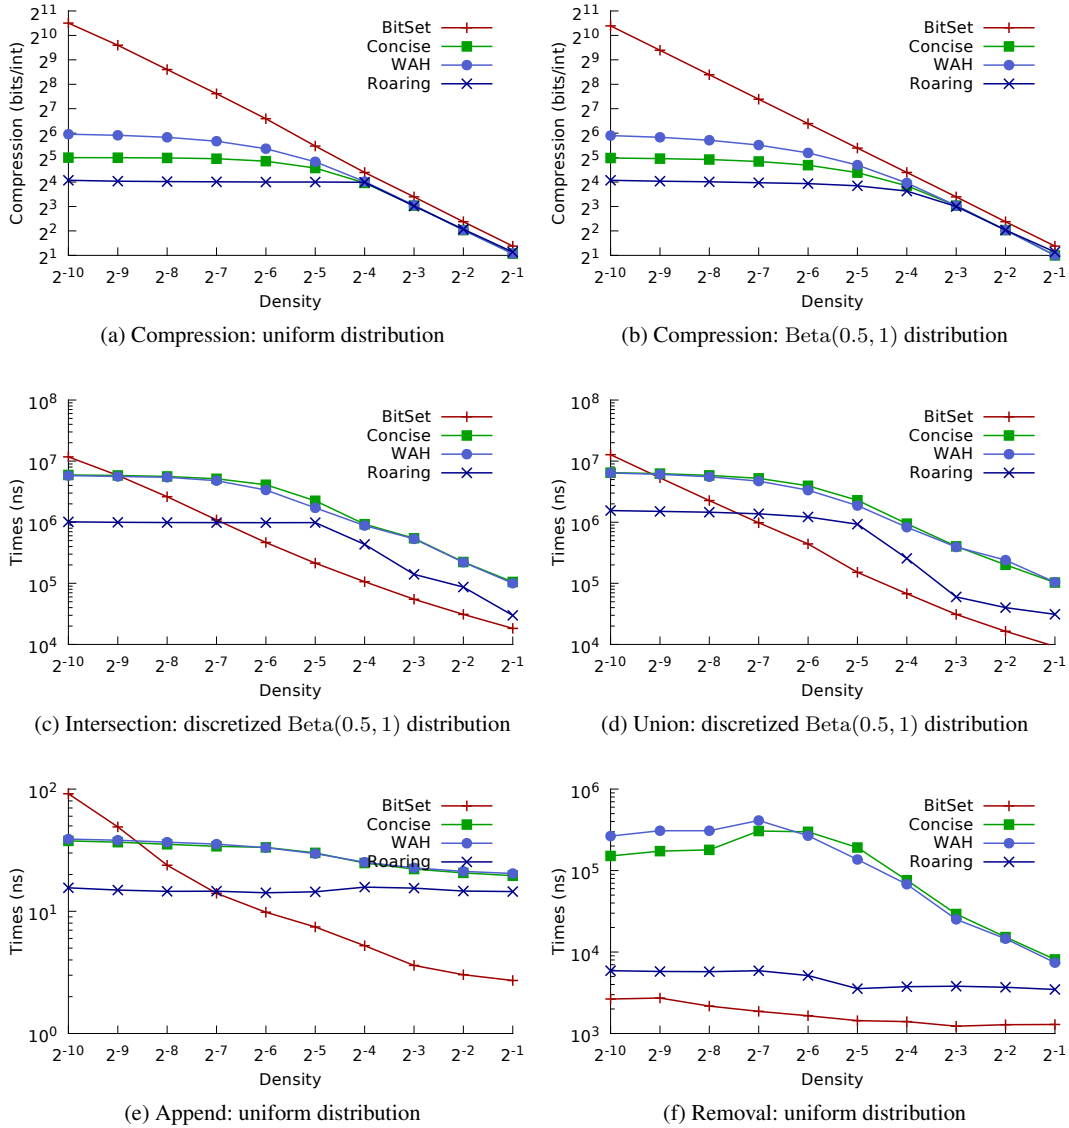 2^11
2^10
2^9
2^8
2^7
2^6
2^5
2^4
2^3
2^2
2^1
Compression (bits/int)
BitSet
Concise
WAH
Roaring
2^-10 2^-9 2^-8 2^-7 2^-6 2^-5 2^-4 2^-3 2^-2 2^-1
Density
(a) Compression: uniform distribution
2^11
2^10
2^9
2^8
2^7
2^6
2^5
2^4
2^3
2^2
2^1
Compression (bits/int)
BitSet
Concise
WAH
Roaring
2^-10 2^-9 2^-8 2^-7 2^-6 2^-5 2^-4 2^-3 2^-2 2^-1
Density
(b) Compression: Beta(0.5, 1) distribution
10^8
10^7
10^6
10^5
10^4
Times (ns)
BitSet
Concise
WAH
Roaring
2^-10 2^-9 2^-8 2^-7 2^-6 2^-5 2^-4 2^-3 2^-2 2^-1
Density
(c) Intersection: discretized Beta(0.5, 1) distribution
10^8
10^7
10^6
10^5
10^4
Times (ns)
BitSet
Concise
WAH
Roaring
2^-10 2^-9 2^-8 2^-7 2^-6 2^-5 2^-4 2^-3 2^-2 2^-1
Density
(d) Union: discretized Beta(0.5, 1) distribution
10^2
10^1
10^0
Times (ns)
BitSet
Concise
WAH
Roaring
2^-10 2^-9 2^-8 2^-7 2^-6 2^-5 2^-4 2^-3 2^-2 2^-1
Density
(e) Append: uniform distribution
10^6
10^5
10^4
10^3
Times (ns)
BitSet
Concise
WAH
Roaring
2^-10 2^-9 2^-8 2^-7 2^-6 2^-5 2^-4 2^-3 2^-2 2^-1
Density
(f) Removal: uniform distribution